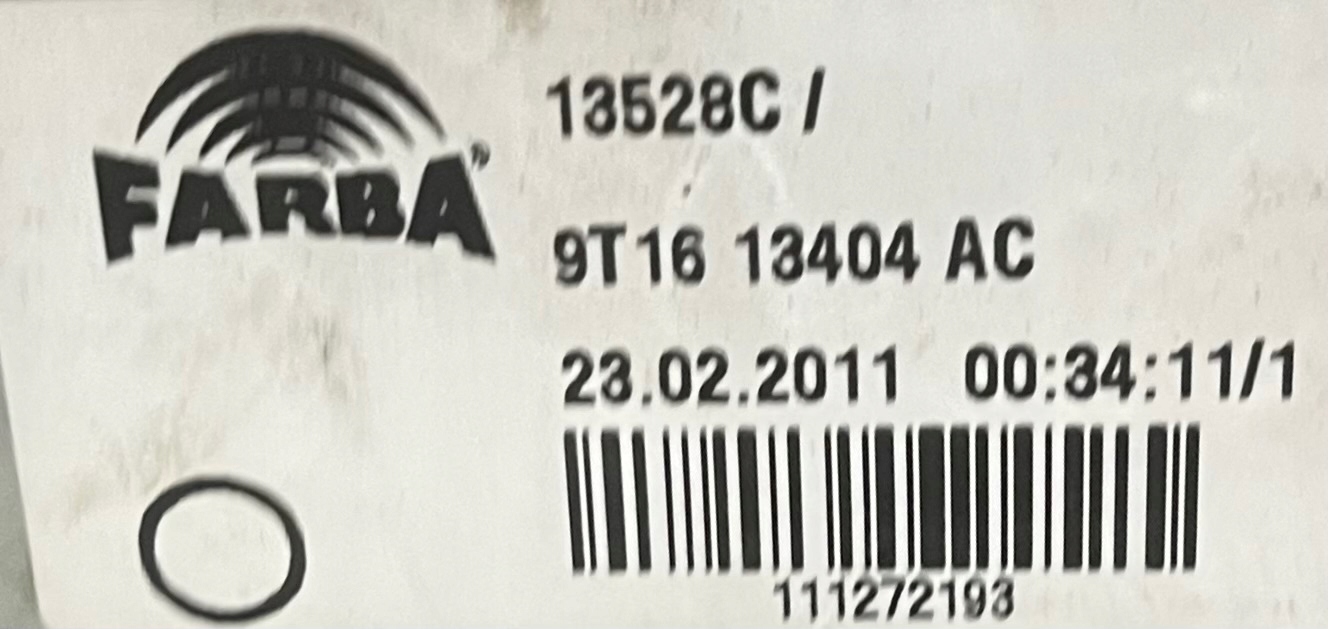 FARBA®
13528C /
9T16 13404 AC
23.02.2011 00:34:11/1
111272193